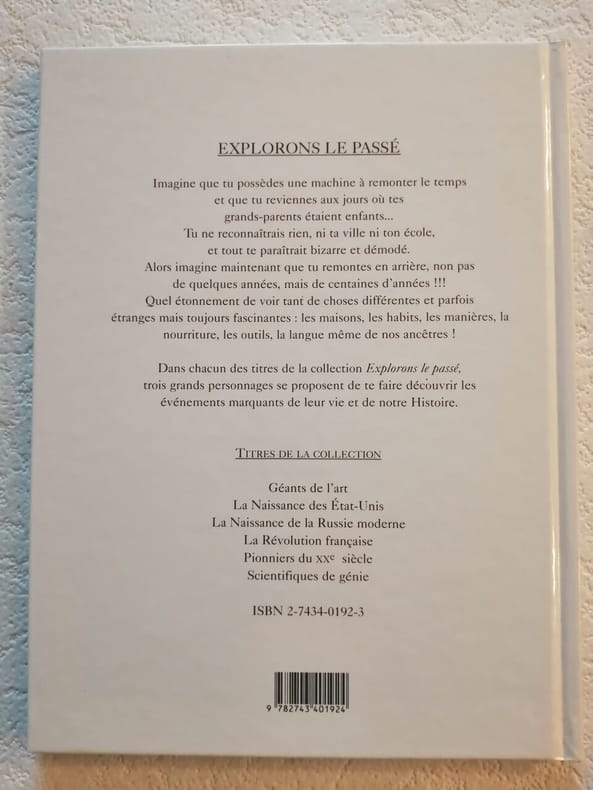 EXPLORONS LE PASSÉ
Imagine que tu possèdes une machine à remonter le temps
et que tu reviennes aux jours où tes
grands-parents étaient enfants...
Tu ne reconnaîtrais rien, ni ta ville ni ton école,
et tout te paraîtrait bizarre et démodé.
Alors imagine maintenant que tu remontes en arrière, non pas
de quelques années, mais de centaines d'années !!!
Quel étonnement de voir tant de choses différentes et parfois
étranges mais toujours fascinantes : les maisons, les habits, les manières, la
nourriture, les outils, la langue même de nos ancêtres !
Dans chacun des titres de la collection Explorons le passé,
trois grands personnages se proposent de te faire découvrir les
événements marquants de leur vie et de notre Histoire.
TITRES DE LA COLLECTION
Géants de l'art
La Naissance des État-Unis
La Naissance de la Russie moderne
La Révolution française
Pionniers du XXe siècle
Scientifiques de génie
ISBN 2-7434-0192-3
9 782743 401924